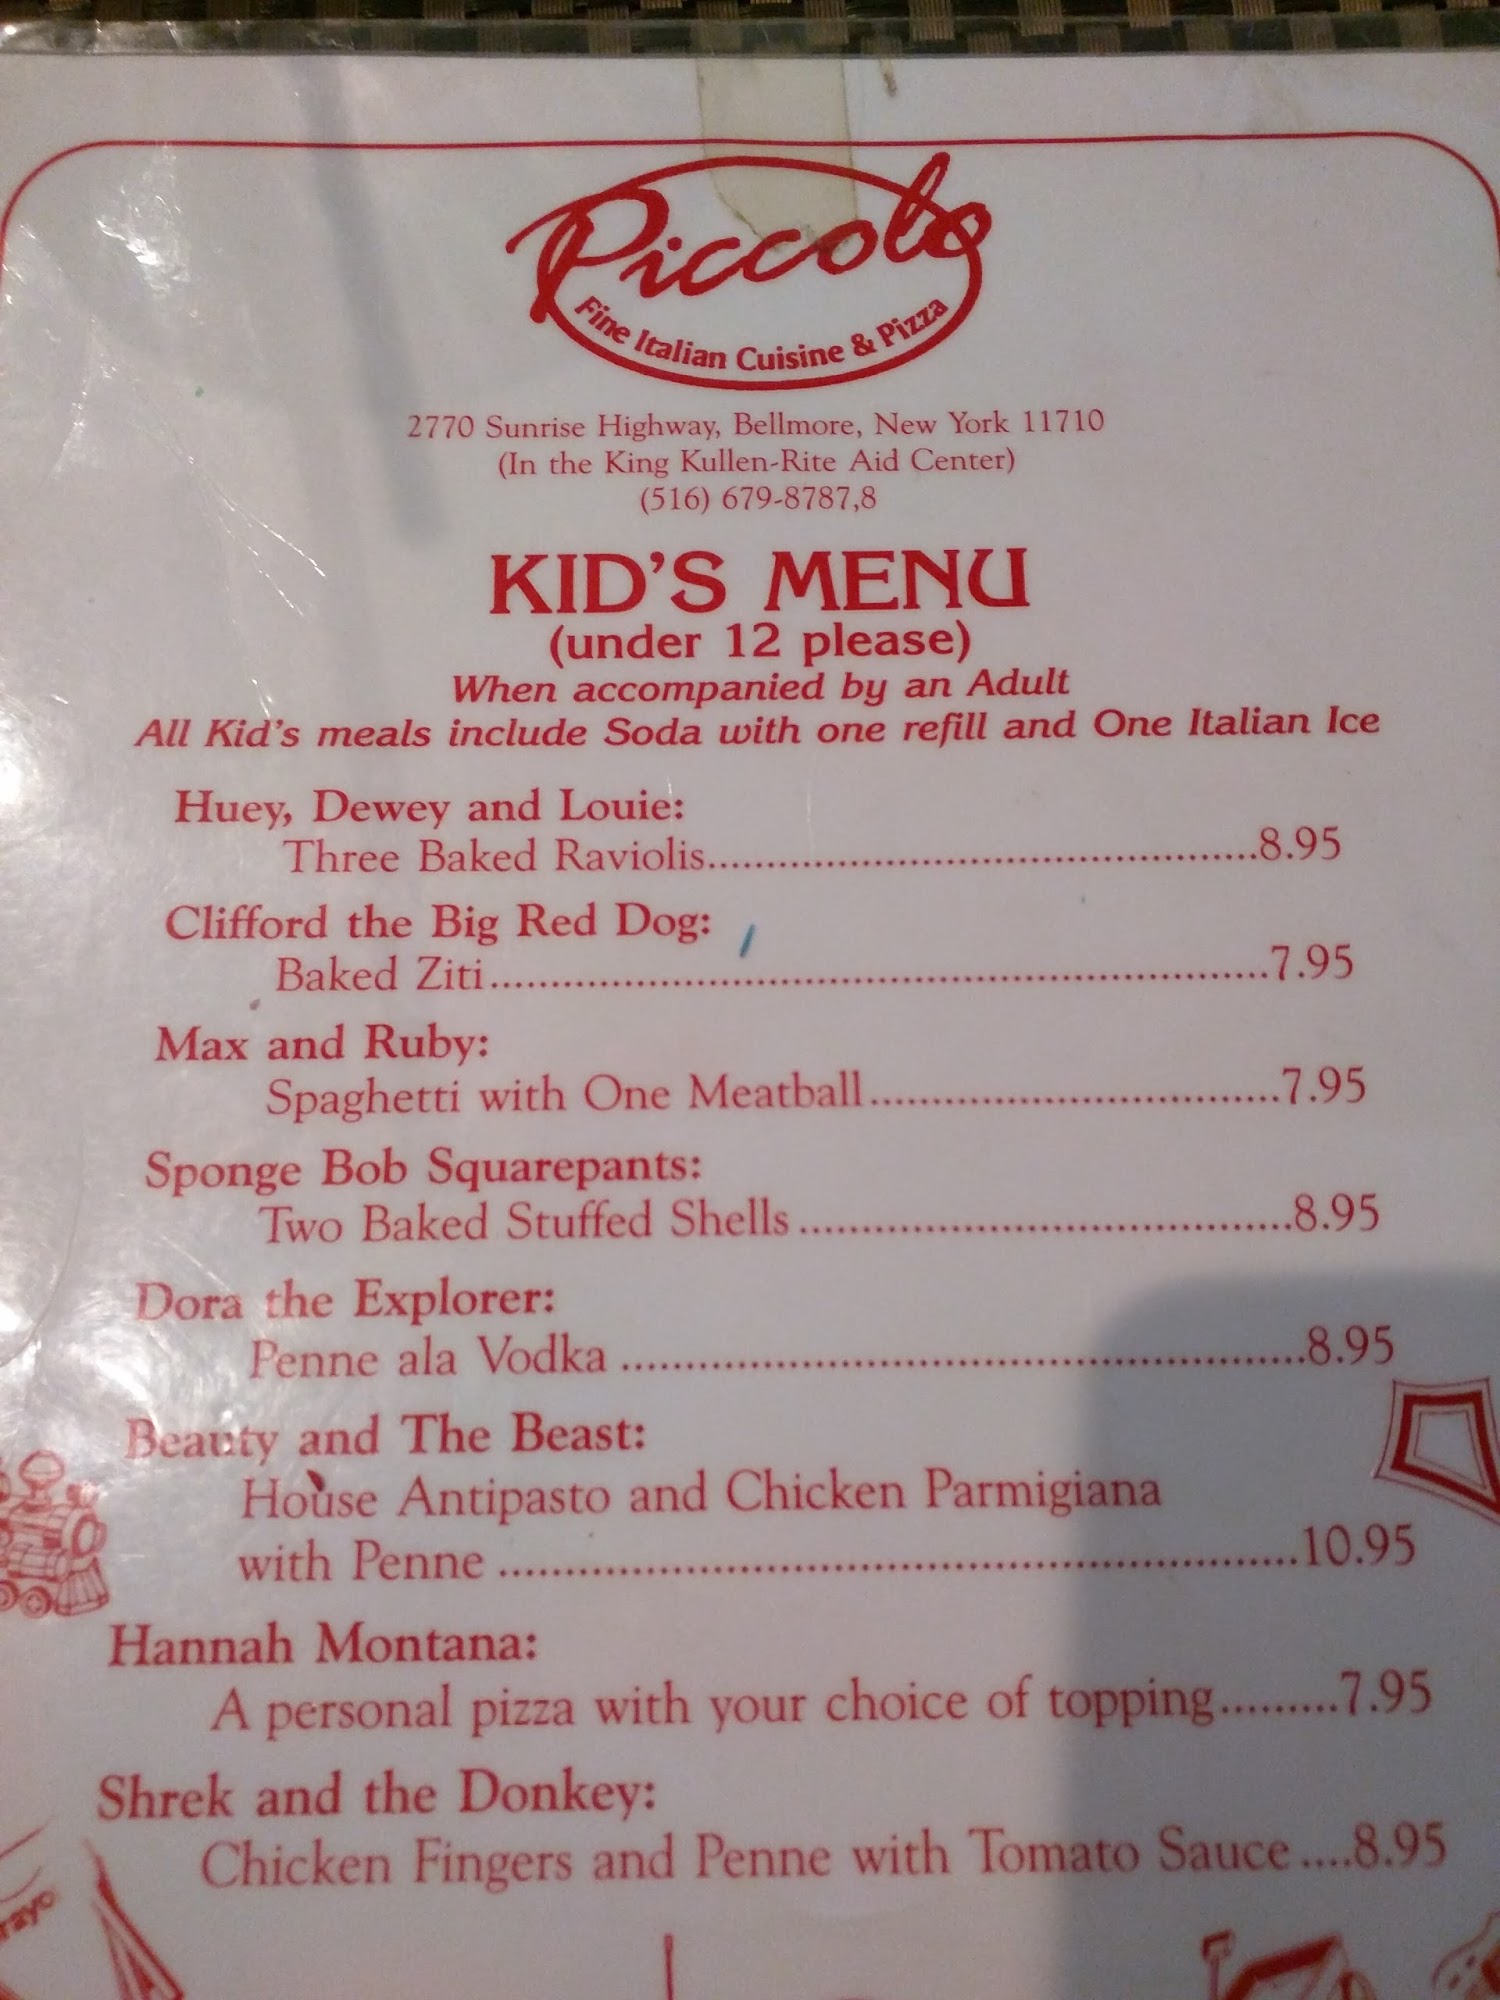 Piccolo
Fine Italian Cuisine & Pizza
2770 Sunrise Highway, Bellmore, New York 11710
(In the King Kullen-Rite Aid Center)
(516) 679-8787,8
KID'S MENU
(under 12 please)
When accompanied by an Adult
All Kid's meals include Soda with one refill and One Italian Ice
Huey, Dewey and Louie:
Three Baked Raviolis..........................................8.95
Clifford the Big Red Dog:
Baked Ziti............................................................7.95
Max and Ruby:
Spaghetti with One Meatball................................7.95
Sponge Bob Squarepants:
Two Baked Stuffed Shells......................................8.95
Dora the Explorer:
Penne ala Vodka .....................................................8.95
Beauty and The Beast:
House Antipasto and Chicken Parmigiana
with Penne ............................................................10.95
Hannah Montana:
A personal pizza with your choice of topping.........7.95
Shrek and the Donkey:
Chicken Fingers and Penne with Tomato Sauce....8.95